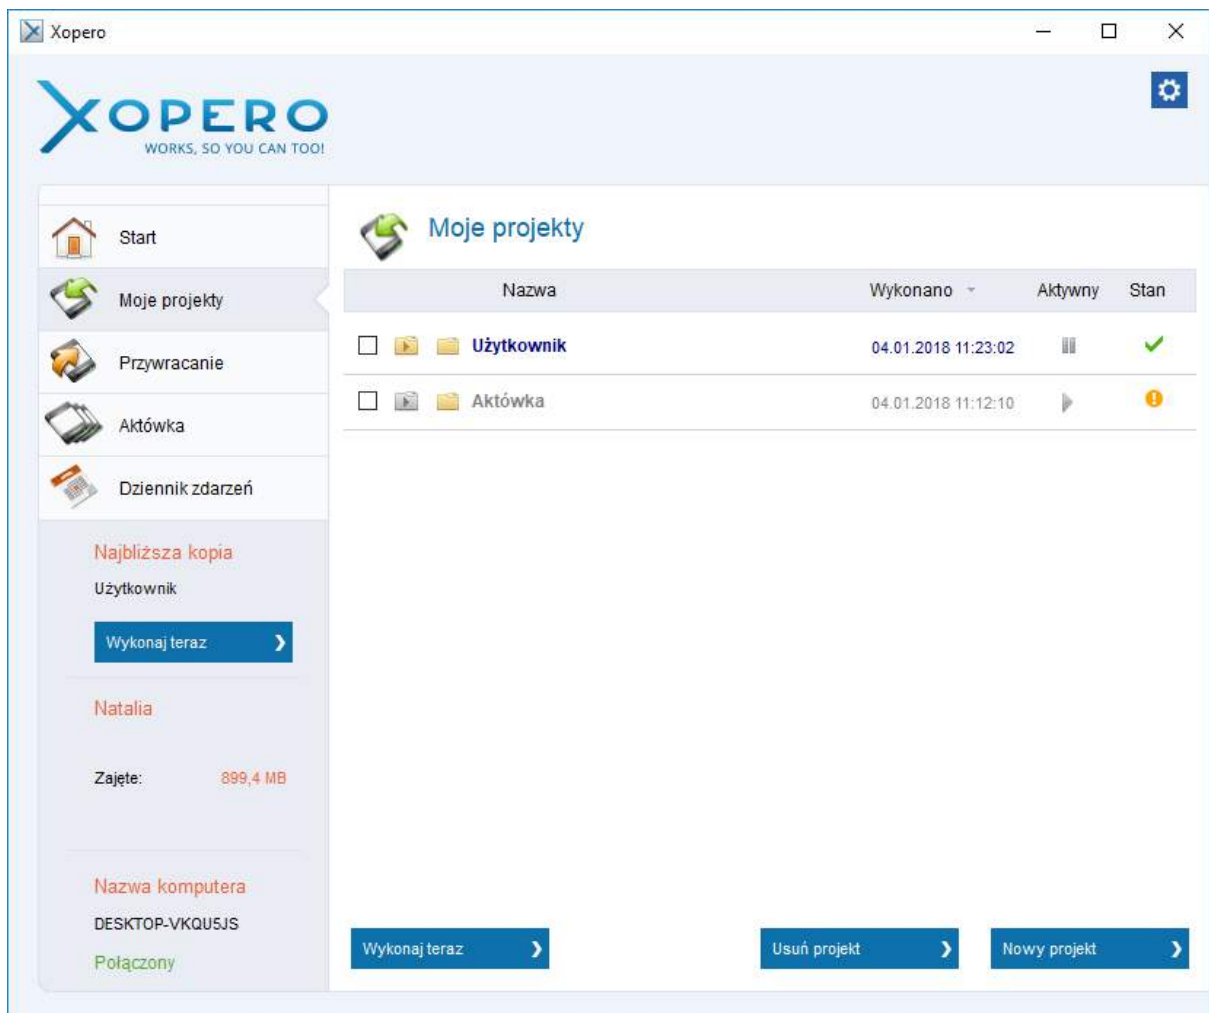 Xopero
XOPERO
WORKS, SO YOU CAN TOO!
Start
Moje projekty
Przywracanie
Aktówka
Dziennik zdarzeń
Najbliższa kopia
Użytkownik
Wykonaj teraz
Natalia
Zajęte: 899,4 MB
Nazwa komputera
DESKTOP-VKQU5JS
Połączony
Moje projekty
Nazwa Wykonano Aktywny Stan
Użytkownik 04.01.2018 11:23:02
Aktówka 04.01.2018 11:12:10
Wykonaj teraz Usuń projekt Nowy projekt